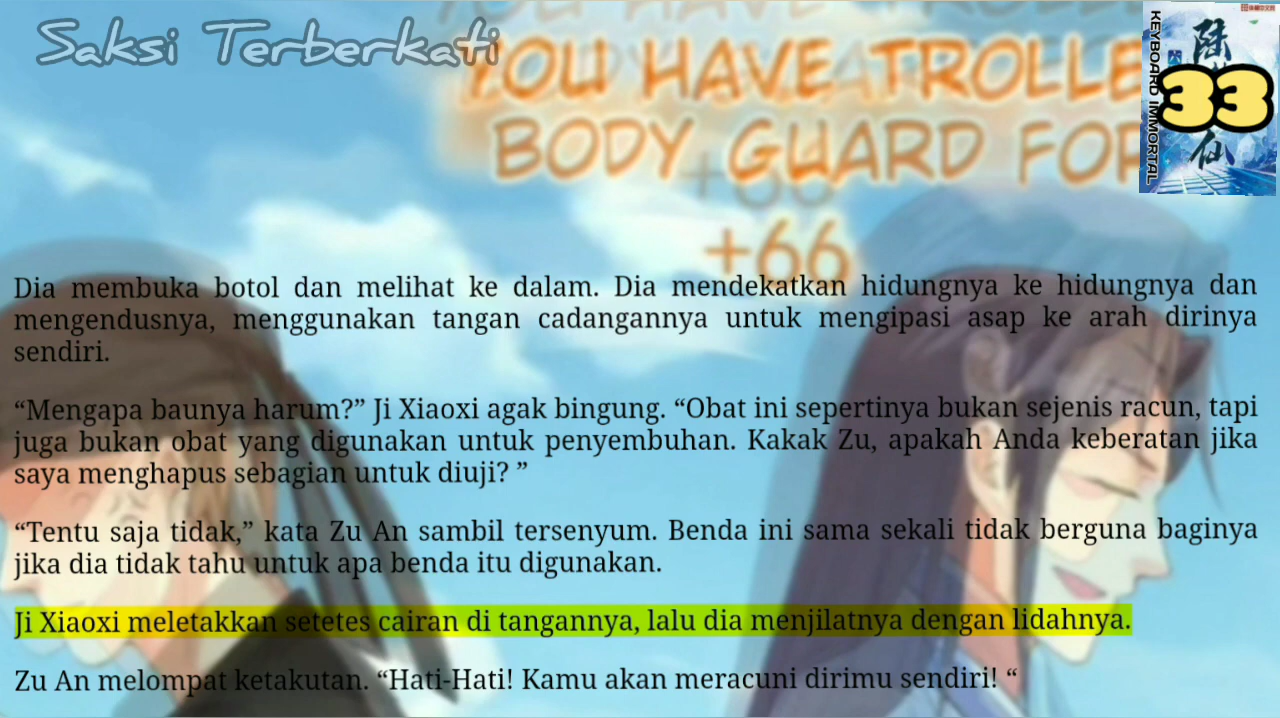 Saksi Terberkati
YOU HAVE TROLLE
BODY GUARD FOR
+66
+66
陆
KEYBOARD IMMORTAL
33
仙
Dia membuka botol dan melihat ke dalam. Dia mendekatkan hidungnya ke hidungnya dan
mengendusnya, menggunakan tangan cadangannya untuk mengipasi asap ke arah dirinya
sendiri.
“Mengapa baunya harum?” Ji Xiaoxi agak bingung. “Obat ini sepertinya bukan sejenis racun, tapi
juga bukan obat yang digunakan untuk penyembuhan. Kakak Zu, apakah Anda keberatan jika
saya menghapus sebagian untuk diuji? ”
“Tentu saja tidak,” kata Zu An sambil tersenyum. Benda ini sama sekali tidak berguna baginya
jika dia tidak tahu untuk apa benda itu digunakan.
Ji Xiaoxi meletakkan setetes cairan di tangannya, lalu dia menjilatnya dengan lidahnya.
Zu An melompat ketakutan. “Hati-Hati! Kamu akan meracuni dirimu sendiri! “